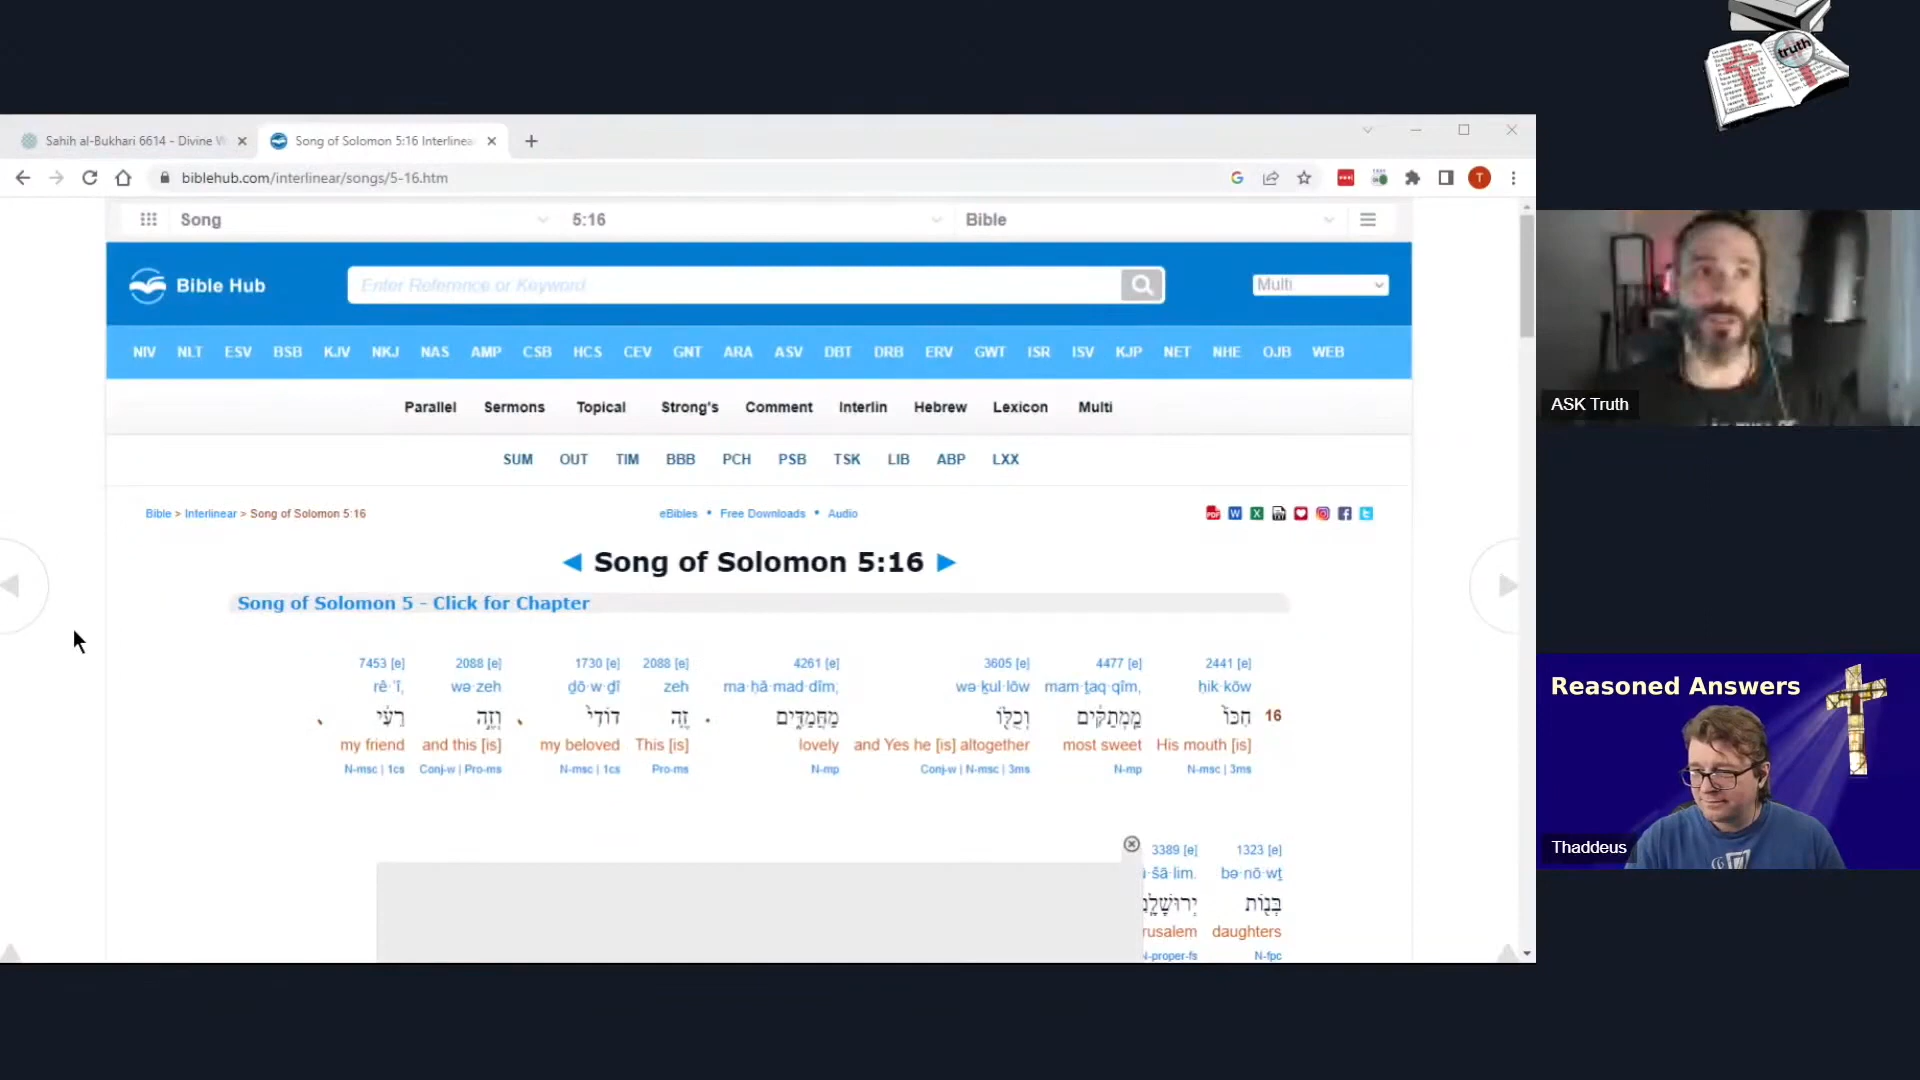 truth
Sahih al-Bukhari 6614 - Divine W
Song of Solomon 5:16 Interlinea
biblehub.com/interlinear/songs/5-16.htm
T
Song 5:16 Bible
Bible Hub Enter Reference or Keyword Multi
NIV NLT ESV BSB KJV NKJ NAS AMP CSB HCS CEV GNT ARA ASV DBT DRB ERV GWT ISR ISV KJP NET NHE OJB WEB
Parallel Sermons Topical Strong's Comment Interlin Hebrew Lexicon Multi
SUM OUT TIM BBB PCH PSB TSK LIB ABP LXX
Bible > Interlinear > Song of Solomon 5:16 eBibles • Free Downloads • Audio
◄ Song of Solomon 5:16 ►
Song of Solomon 5 - Click for Chapter
7453 [e] 2088 [e] 1730 [e] 2088 [e] 4261 [e] 3605 [e] 4477 [e] 2441 [e]
rê·‘î, wə·zeh ḏō·w·ḏî zeh ma·ḥă·mad·dîm; wə·ḵul·lōw mam·ṯaq·qîm, ḥik·kōw
16 חִכּוֹ֙ מַֽמְתַקִּ֔ים וְכֻלּ֖וֹ מַחֲמַדִּ֑ים זֶ֤ה דוֹדִי֙ וְזֶ֣ה רֵעִ֔י
my friend and this [is] my beloved This [is] lovely and Yes he [is] altogether most sweet His mouth [is]
N-msc | 1cs Conj-w | Pro-ms N-msc | 1cs Pro-ms N-mp Conj-w | N-msc | 3ms N-mp N-msc | 3ms
3389 [e] 1323 [e]
šā·lim. bə·nō·wṯ
בְּנ֖וֹת
rusalem daughters
N-proper-fs N-fpc
ASK Truth
Reasoned Answers
Thaddeus